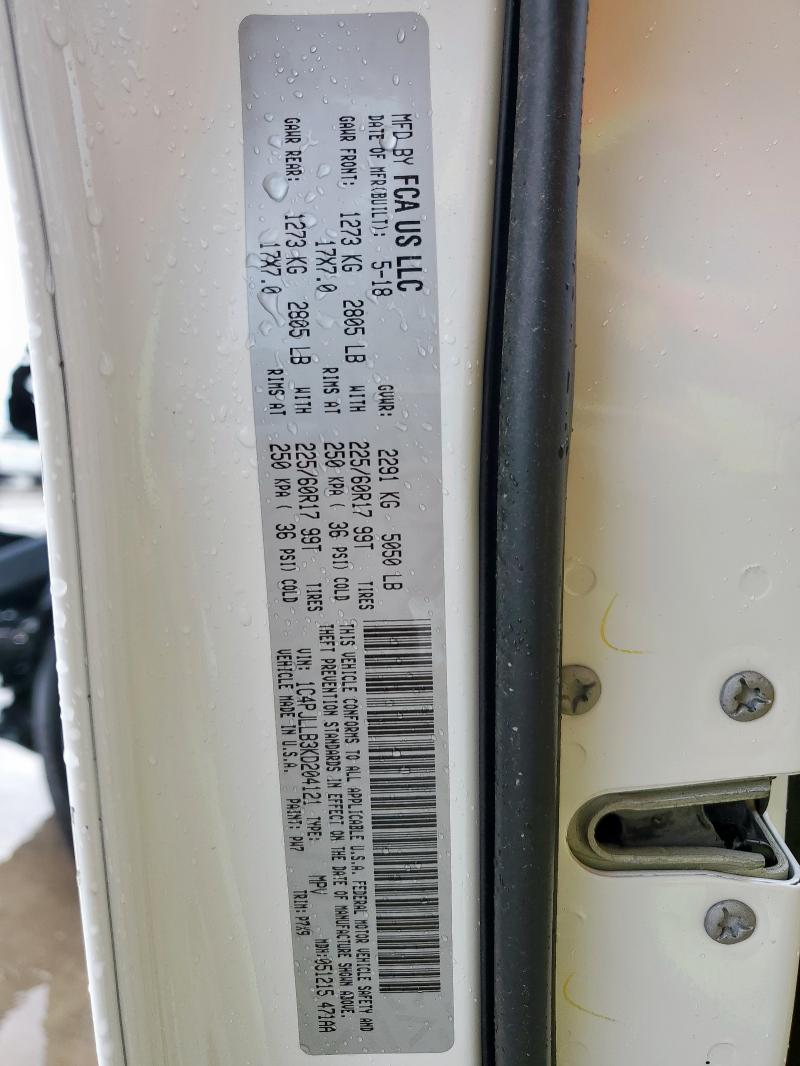 MFD BY FCA US LLC
DATE OF MFR(BUILT): 5-18 GVWR: 2291 KG 5050 LB
GAWR FRONT: 1273 KG 2805 LB WITH 225/60R17 99T TIRES
17X7.0 RIMS AT 250 KPA ( 36 PSI) COLD
GAWR REAR: 1273 KG 2805 LB WITH 225/60R17 99T TIRES
17X7.0 RIMS AT 250 KPA ( 36 PSI) COLD
THIS VEHICLE CONFORMS TO ALL APPLICABLE U.S.A. FEDERAL MOTOR VEHICLE SAFETY AND
THEFT PREVENTION STANDARDS IN EFFECT ON THE DATE OF MANUFACTURE SHOWN ABOVE.
VIN: 1C4PJLLB3KD204121 TYPE: MPV MDH:051215 471AA
VEHICLE MADE IN U.S.A. PAINT: PW7 TRIM: P7X9